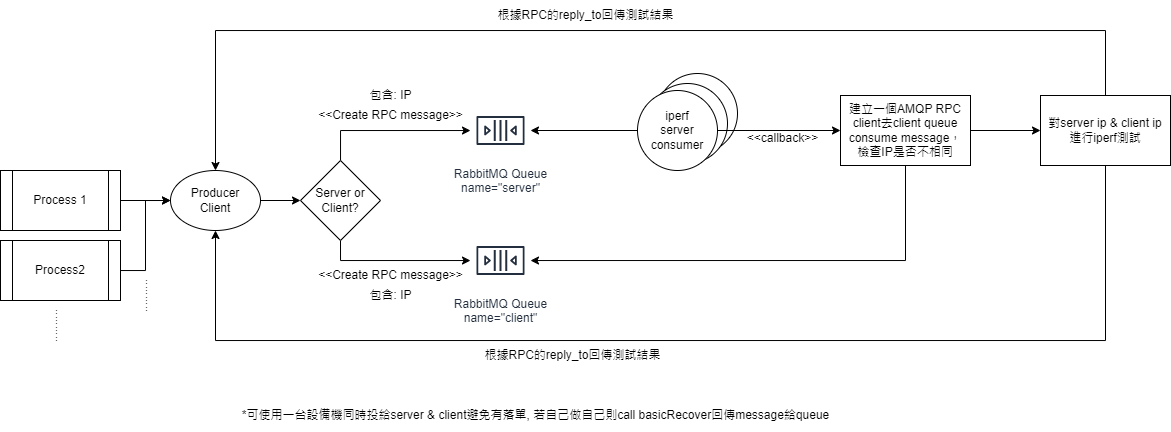 根據RPC的reply_to回傳測試結果
包含: IP
<<Create RPC message>>
RabbitMQ Queue
name="server"
iperf
server
consumer
<<callback>>
建立一個AMQP RPC
client去client queue
consume message，
檢查IP是否不相同
對server ip & client ip
進行iperf測試
Process 1
Producer
Client
Server or
Client?
Process2
<<Create RPC message>>
包含: IP
RabbitMQ Queue
name="client"
根據RPC的reply_to回傳測試結果
*可使用一台設備機同時投給server & client避免有落單, 若自己做自己則call basicRecover回傳message給queue